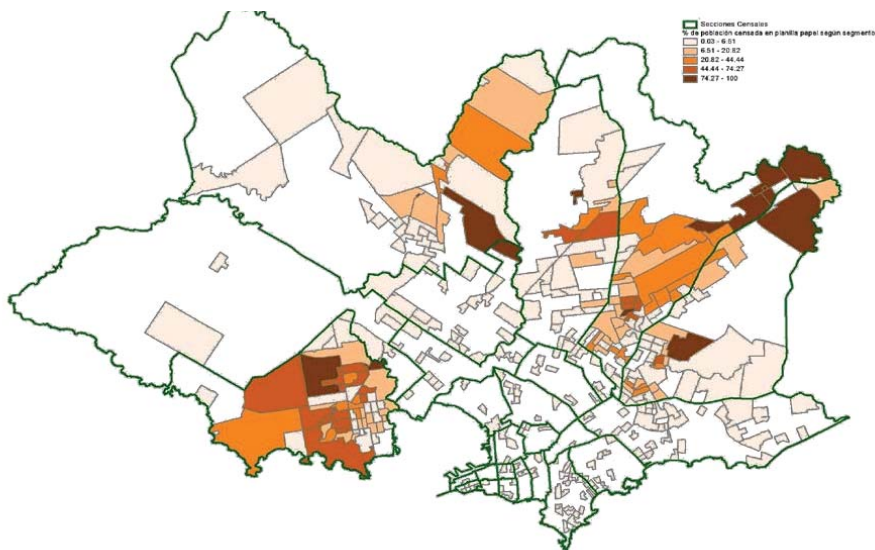 Secciones Censales
% de población censada en planilla papel según segmento
0.03 - 6.51
6.51 - 20.82
20.82 - 44.44
44.44 - 74.27
74.27 - 100